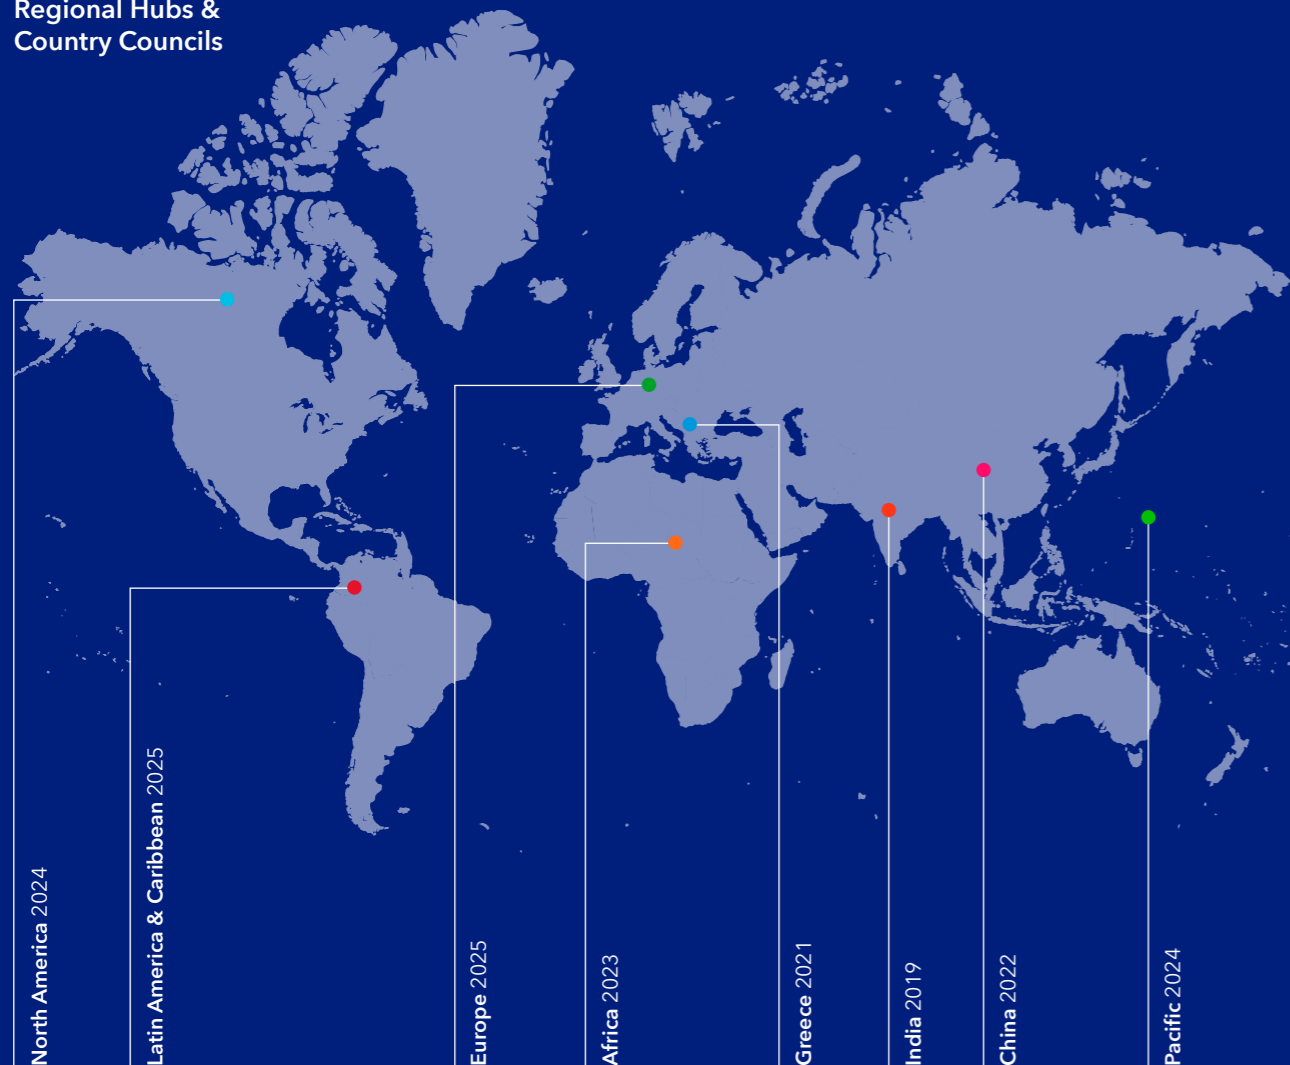 Regional Hubs &
Country Councils
North America 2024
Latin America & Caribbean 2025
Europe 2025
Africa 2023
Greece 2021
India 2019
China 2022
Pacific 2024